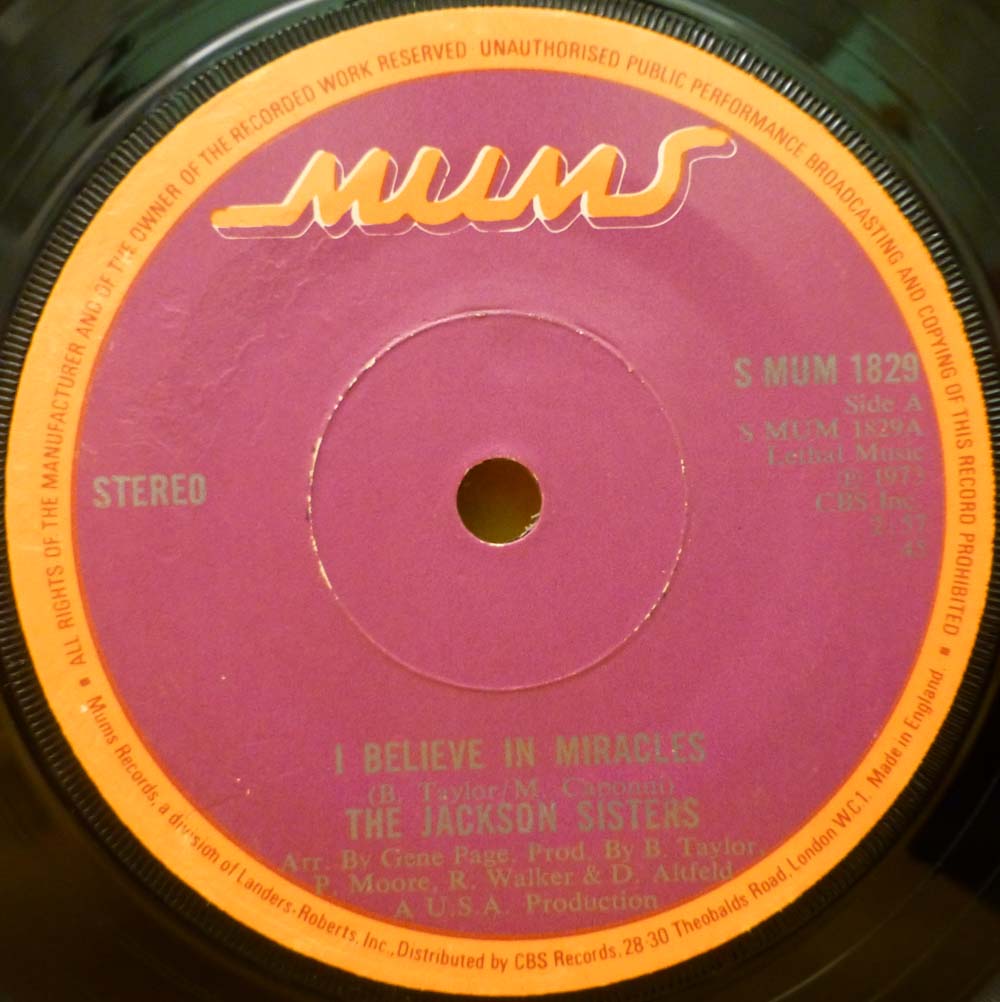 ALL RIGHTS OF THE MANUFACTURER AND OF THE OWNER OF THE RECORDED WORK RESERVED UNAUTHORISED PUBLIC PERFORMANCE BROADCASTING AND COPYING OF THIS RECORD PROHIBITED
MUMS
S MUM 1829
Side A
S MUM 1829A
Lethal Music
℗ 1973
CBS Inc.
2:57
45
STEREO
I BELIEVE IN MIRACLES
(B. Taylor/M. Caponni)
THE JACKSON SISTERS
Arr. By Gene Page. Prod. By B. Taylor,
P. Moore, R. Walker & D. Altfeld
A U.S.A. Production
Mums Records, a division of Landers-Roberts, Inc., Distributed by CBS Records, 28-30 Theobalds Road, London WC1. Made in England.